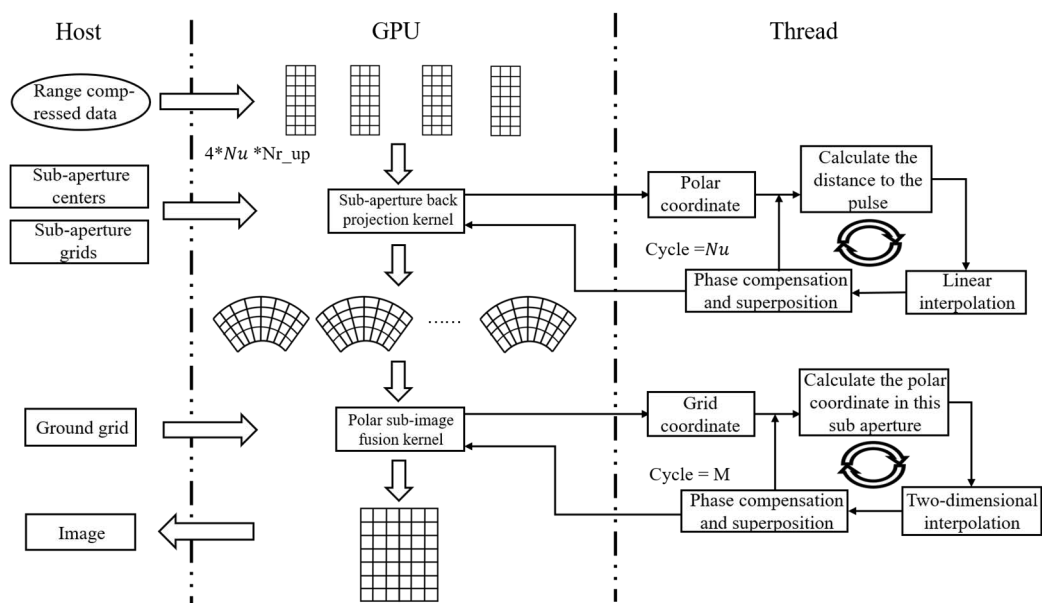 Host
GPU
Thread
Range comp-
ressed data
4*Nu *Nr_up
Sub-aperture
centers
Sub-aperture
grids
Sub-aperture back
projection kernel
Polar
coordinate
Calculate the
distance to the
pulse
Cycle =Nu
Phase compensation
and superposition
Linear
interpolation
......
Ground grid
Polar sub-image
fusion kernel
Grid
coordinate
Calculate the polar
coordinate in this
sub aperture
Cycle = M
Phase compensation
and superposition
Two-dimensional
interpolation
Image